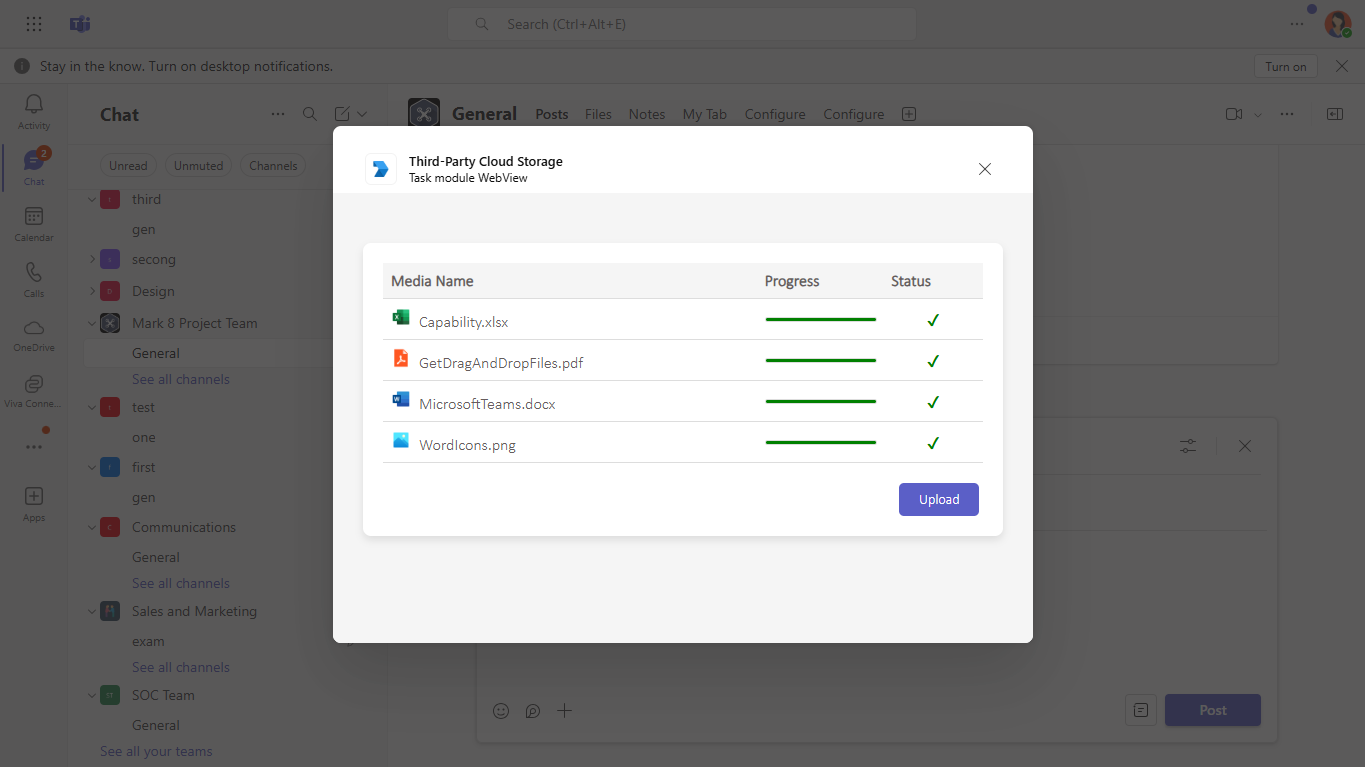 Search (Ctrl+Alt+E)
Stay in the know. Turn on desktop notifications.
Turn on
Activity
2
Chat
Calendar
Calls
OneDrive
Viva Conne...
Apps
Chat
Unread Unmuted Channels
third
gen
secong
Design
Mark 8 Project Team
General
See all channels
test
one
first
gen
Communications
General
See all channels
Sales and Marketing
exam
See all channels
SOC Team
General
See all your teams
General Posts Files Notes My Tab Configure Configure
Third-Party Cloud Storage
Task module WebView
Media Name Progress Status
Capability.xlsx
GetDragAndDropFiles.pdf
MicrosoftTeams.docx
WordIcons.png
Upload
Post